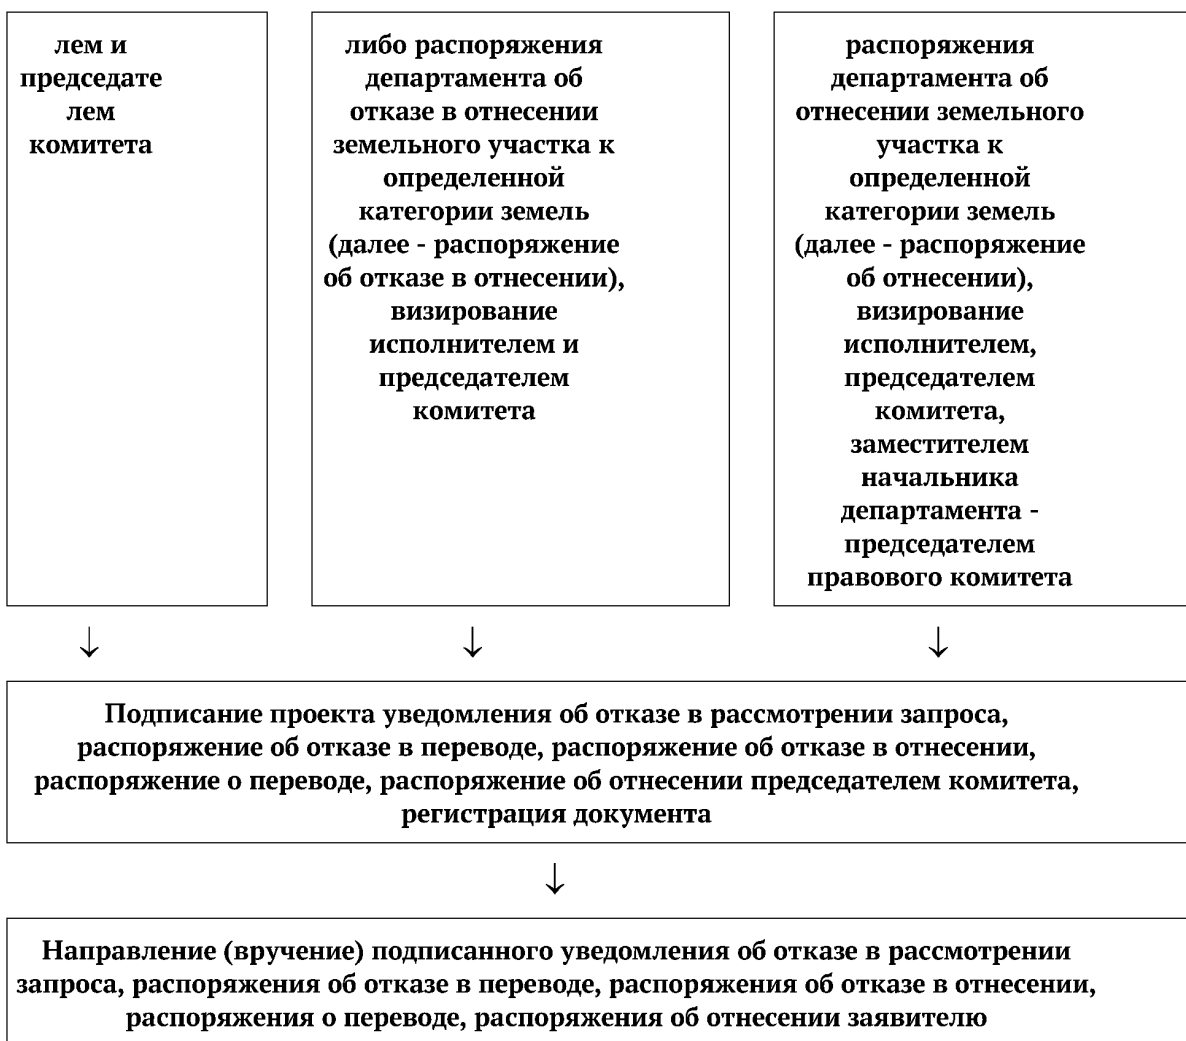 лем и
председате
лем
комитета
либо распоряжения
департамента об
отказе в отнесении
земельного участка к
определенной
категории земель
(далее - распоряжение
об отказе в отнесении),
визирование
исполнителем и
председателем
комитета
распоряжения
департамента об
отнесении земельного
участка к
определенной
категории земель
(далее - распоряжение
об отнесении),
визирование
исполнителем,
председателем
комитета,
заместителем
начальника
департамента -
председателем
правового комитета
Подписание проекта уведомления об отказе в рассмотрении запроса,
распоряжение об отказе в переводе, распоряжение об отказе в отнесении,
распоряжение о переводе, распоряжение об отнесении председателем комитета,
регистрация документа
Направление (вручение) подписанного уведомления об отказе в рассмотрении
запроса, распоряжения об отказе в переводе, распоряжения об отказе в отнесении,
распоряжения о переводе, распоряжения об отнесении заявителю